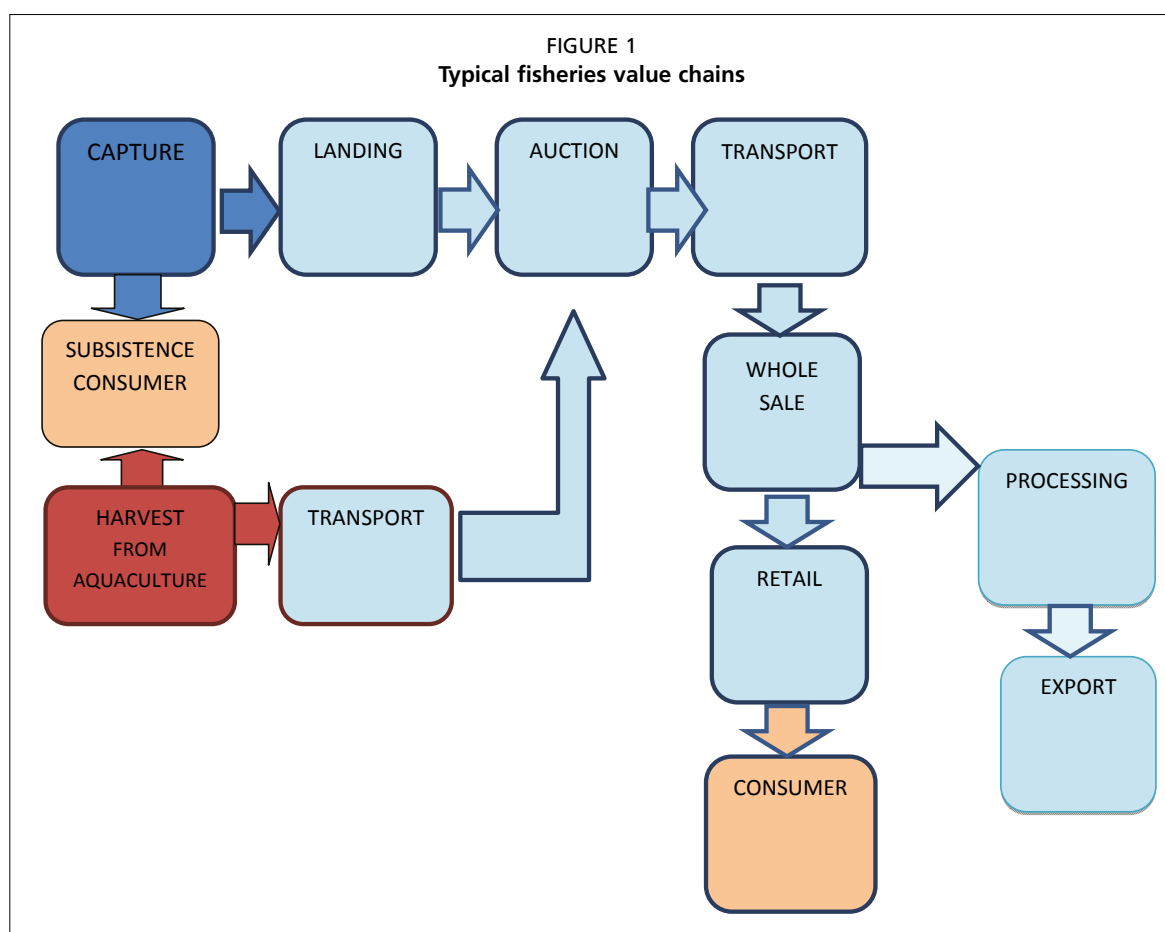 FIGURE 1
Typical fisheries value chains
CAPTURE
LANDING
AUCTION
TRANSPORT
SUBSISTENCE
CONSUMER
WHOLE
SALE
PROCESSING
HARVEST
FROM
AQUACULTURE
TRANSPORT
RETAIL
EXPORT
CONSUMER